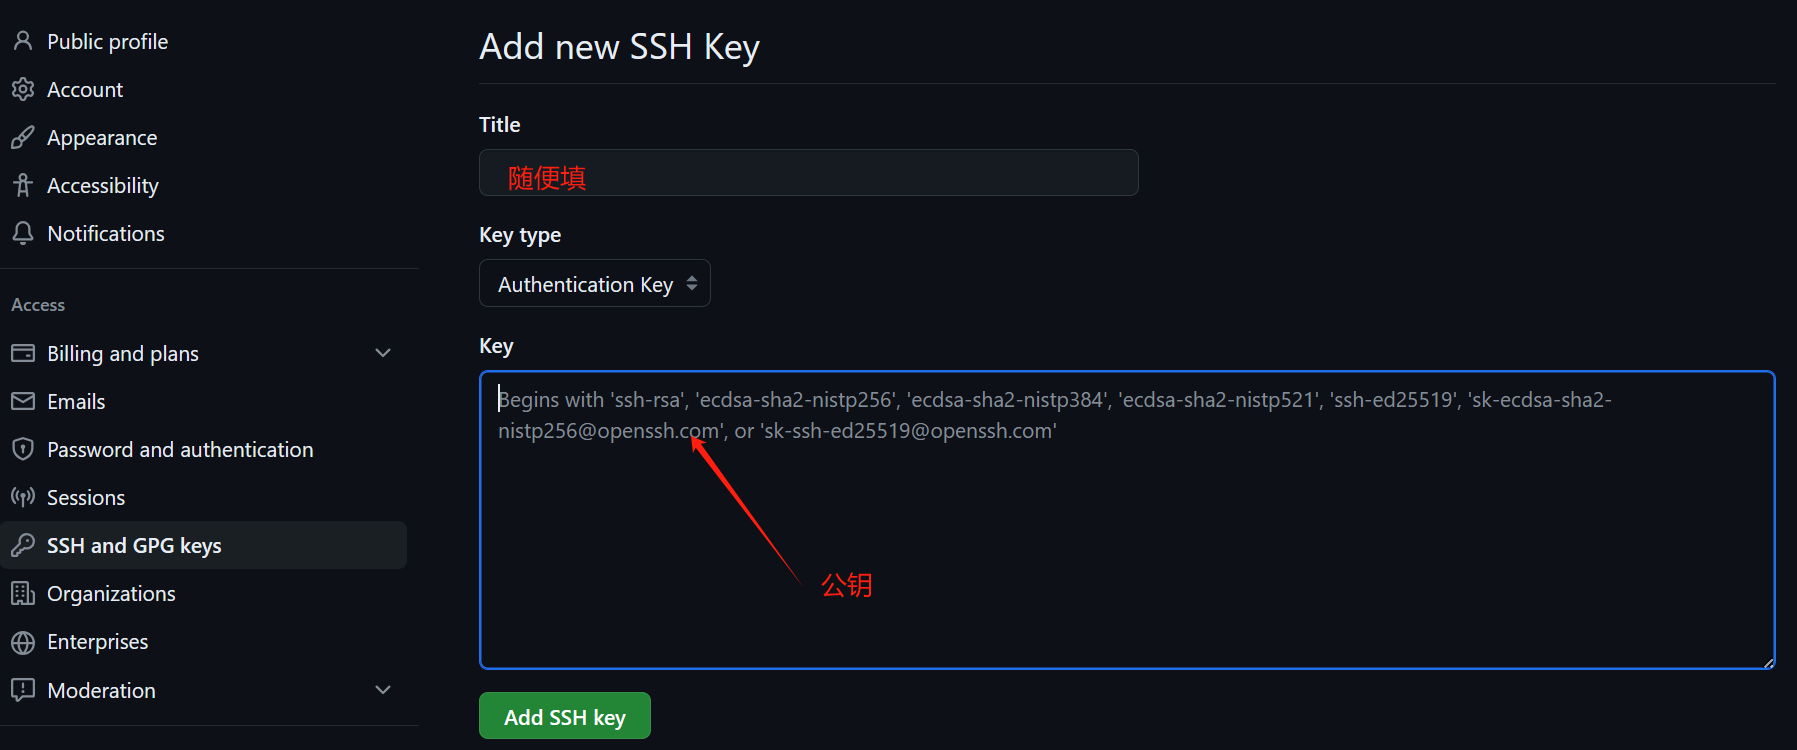 Public profile
Account
Appearance
Accessibility
Notifications
Access
Billing and plans
Emails
Password and authentication
Sessions
SSH and GPG keys
Organizations
Enterprises
Moderation
Add new SSH Key
Title
随便填
Key type
Authentication Key
Key
Begins with 'ssh-rsa', 'ecdsa-sha2-nistp256', 'ecdsa-sha2-nistp384', 'ecdsa-sha2-nistp521', 'ssh-ed25519', 'sk-ecdsa-sha2-
nistp256@openssh.com', or 'sk-ssh-ed25519@openssh.com'
公钥
Add SSH key